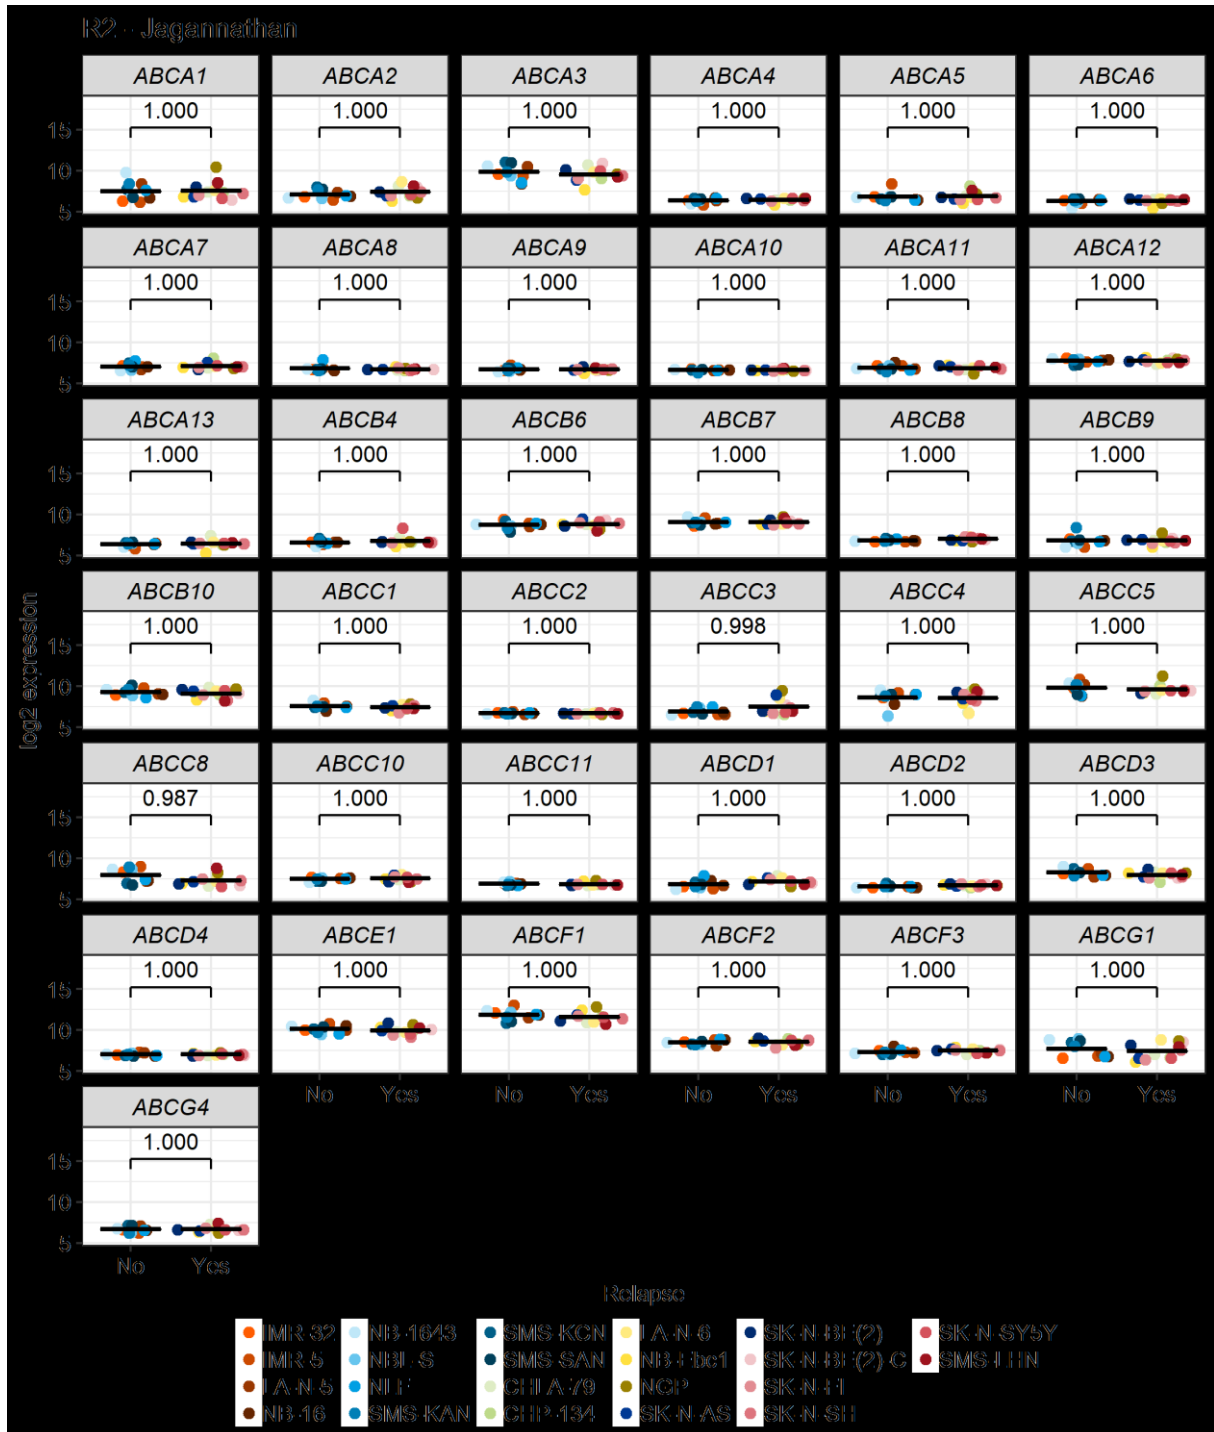 R2 - Jagannathan
ABCA1 ABCA2 ABCA3 ABCA4 ABCA5 ABCA6
1.000 1.000 1.000 1.000 1.000 1.000
15
10
5
ABCA7 ABCA8 ABCA9 ABCA10 ABCA11 ABCA12
1.000 1.000 1.000 1.000 1.000 1.000
15
10
5
ABCA13 ABCB4 ABCB6 ABCB7 ABCB8 ABCB9
1.000 1.000 1.000 1.000 1.000 1.000
15
10
5
log2 expression
ABCB10 ABCC1 ABCC2 ABCC3 ABCC4 ABCC5
1.000 1.000 1.000 0.998 1.000 1.000
15
10
5
ABCC8 ABCC10 ABCC11 ABCD1 ABCD2 ABCD3
0.987 1.000 1.000 1.000 1.000 1.000
15
10
5
ABCD4 ABCE1 ABCF1 ABCF2 ABCF3 ABCG1
1.000 1.000 1.000 1.000 1.000 1.000
15
10
5
No Yes No Yes No Yes No Yes No Yes
ABCG4
1.000
15
10
5
No Yes
Relapse
IMR-32 NB-1643 SMS-KCN LA-N-6 SK-N-BE(2) SK-N-SY5Y
IMR-5 NBL-S SMS-SAN NB-Ebc1 SK-N-BE(2)-C SMS-LHN
LA-N-5 NLF CHLA-79 NGP SK-N-FI
NB-16 SMS-KAN CHP-134 SK-N-AS SK-N-SH